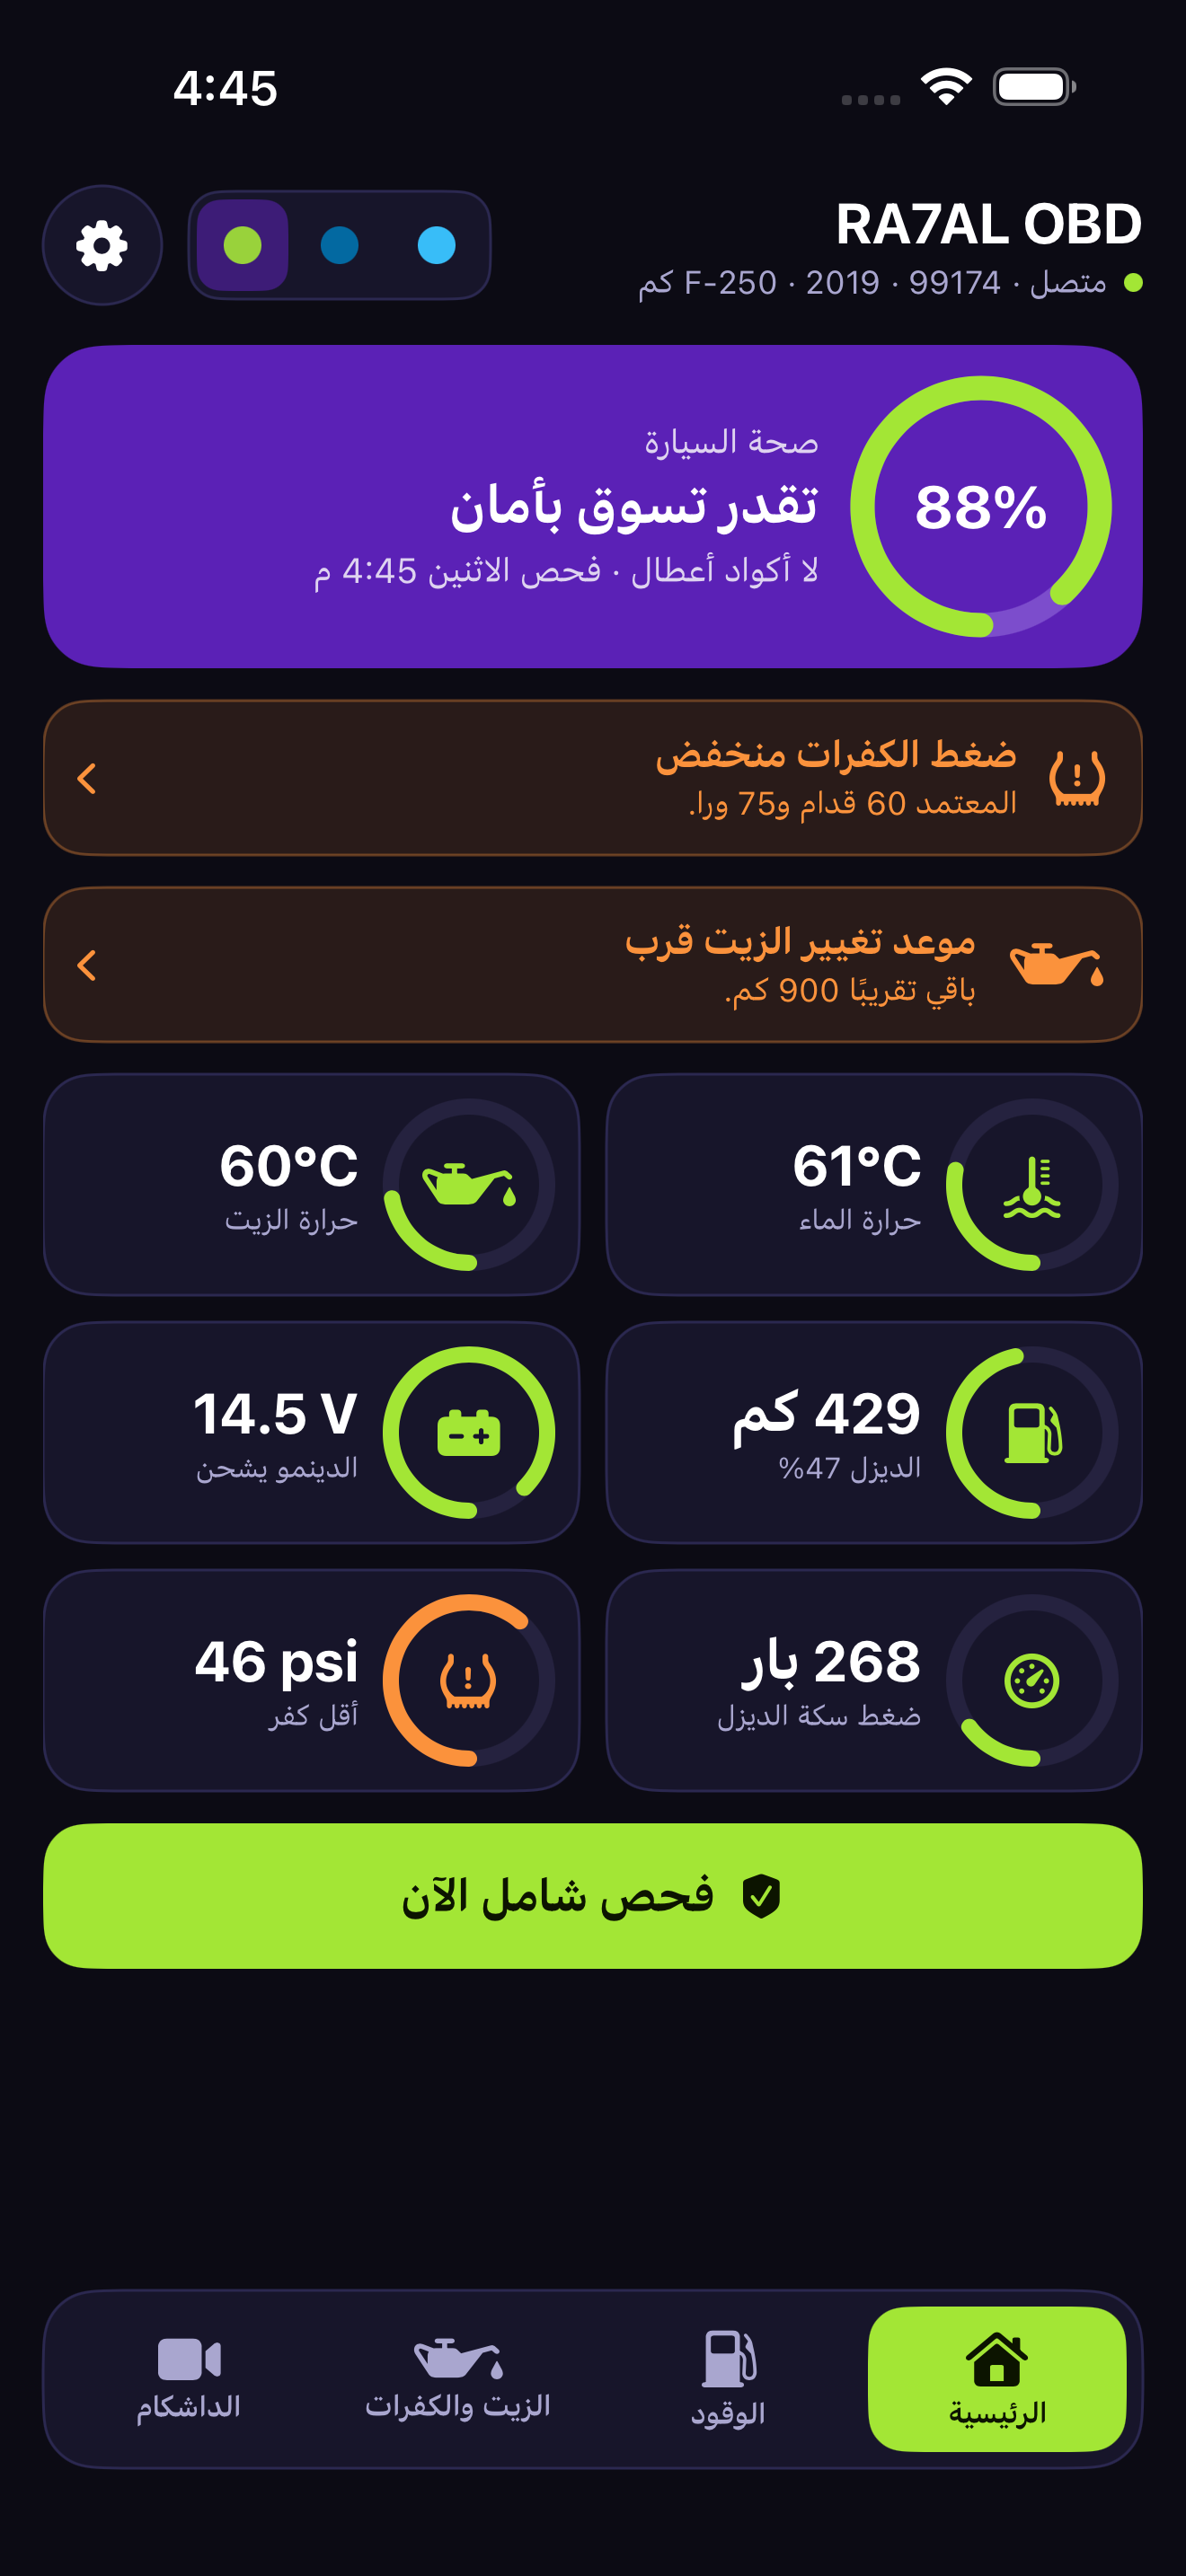 4:45
RA7AL OBD
متصل · F-250 · 2019 · 99174 كم
88%
صحة السيارة
تقدر تسوق بأمان
لا أكواد أعطال · فحص الاثنين 4:45 م
ضغط الكفرات منخفض
المعتمد 60 قدام و75 ورا.
موعد تغيير الزيت قرب
باقي تقريبًا 900 كم.
61°C
حرارة الماء
60°C
حرارة الزيت
429 كم
الديزل 47%
14.5 V
الدينمو يشحن
268 بار
ضغط سكة الديزل
46 psi
أقل كفر
فحص شامل الآن
الرئيسية
الوقود
الزيت والكفرات
الداشكام